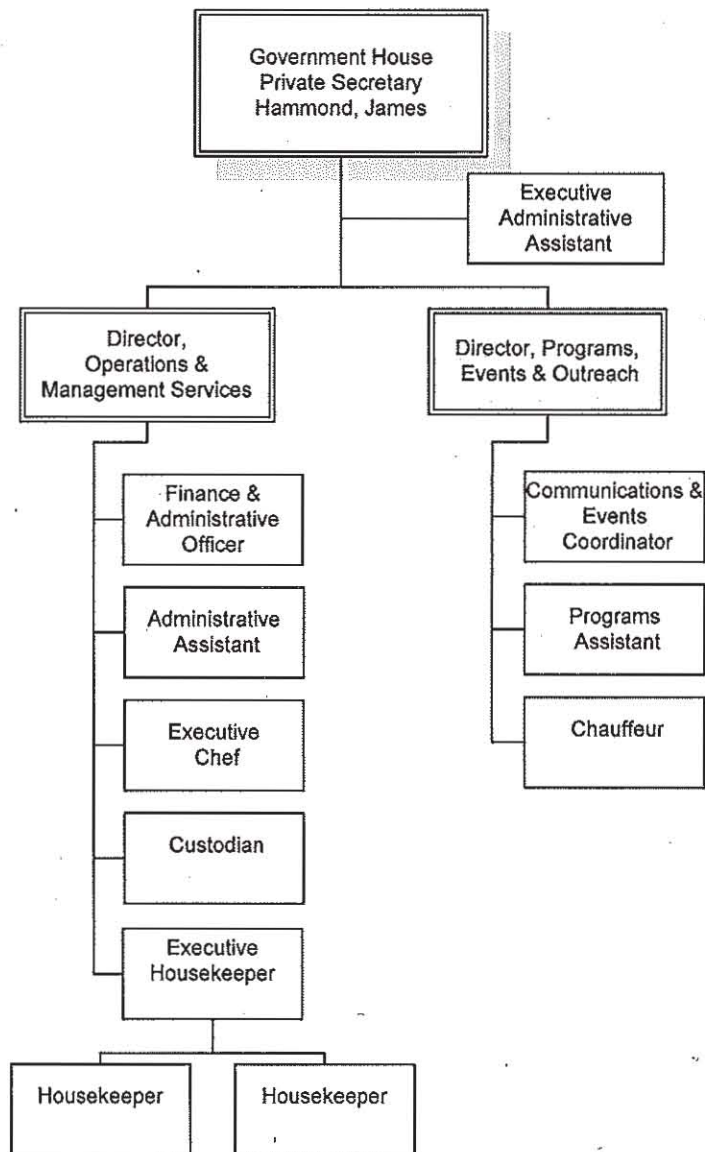 Government House
Private Secretary
Hammond, James
Executive
Administrative
Assistant
Director,
Operations &
Management Services
Director, Programs,
Events & Outreach
Finance &
Administrative
Officer
Communications &
Events
Coordinator
Administrative
Assistant
Programs
Assistant
Executive
Chef
Chauffeur
Custodian
Executive
Housekeeper
Housekeeper
Housekeeper